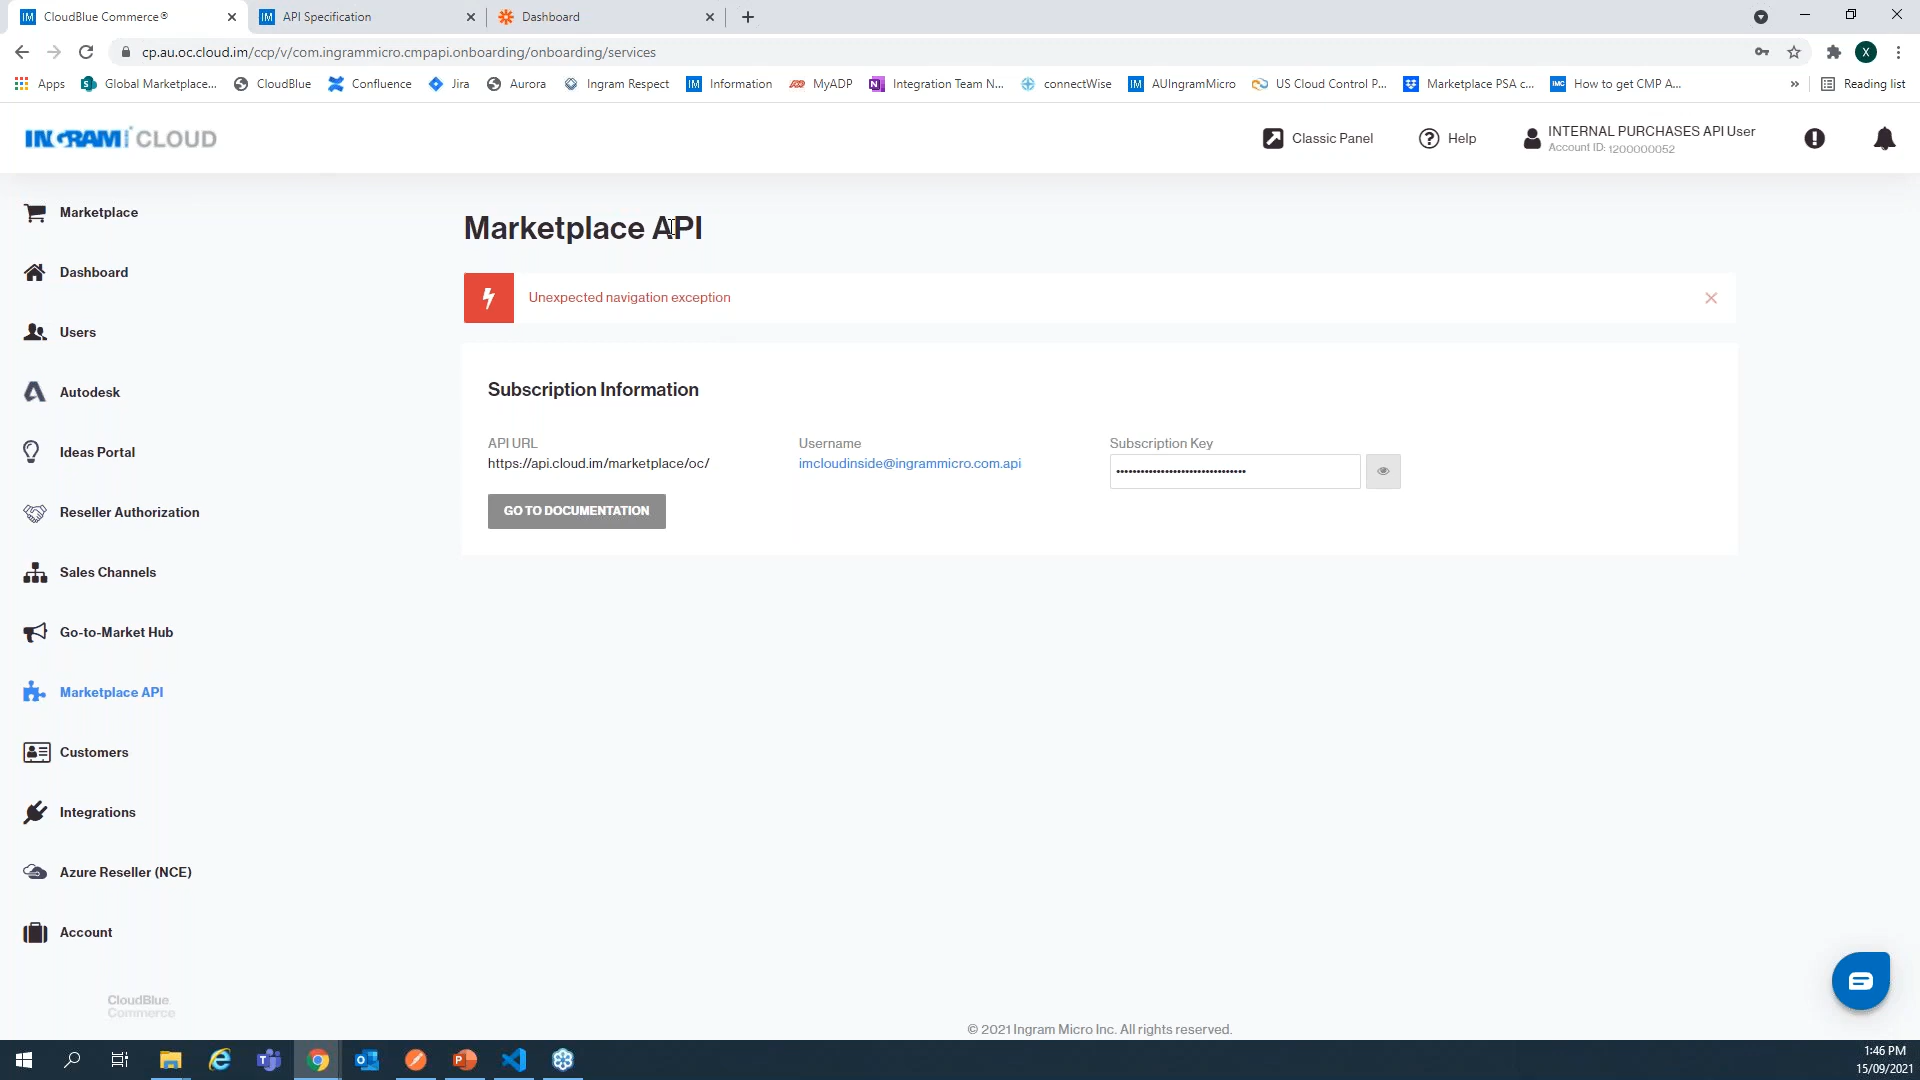 CloudBlue Commerce®
API Specification
Dashboard
cp.au.oc.cloud.im/ccp/v/com.ingrammicro.cmpapi.onboarding/onboarding/services
X
Apps
Global Marketplace...
CloudBlue
Confluence
Jira
Aurora
Ingram Respect
Information
MyADP
Integration Team N...
connectWise
AUIngramMicro
US Cloud Control P...
Marketplace PSA c...
How to get CMP A...
»
Reading list
INGRAM CLOUD
Classic Panel
Help
INTERNAL PURCHASES API User
Account ID: 1200000052
Marketplace
Dashboard
Users
Autodesk
Ideas Portal
Reseller Authorization
Sales Channels
Go-to-Market Hub
Marketplace API
Customers
Integrations
Azure Reseller (NCE)
Account
CloudBlue
Commerce
Marketplace API
Unexpected navigation exception
Subscription Information
API URL
https://api.cloud.im/marketplace/oc/
Username
imcloudinside@ingrammicro.com.api
Subscription Key
••••••••••••••••••••••••••••••••
GO TO DOCUMENTATION
© 2021 Ingram Micro Inc. All rights reserved.
1:46 PM
15/09/2021